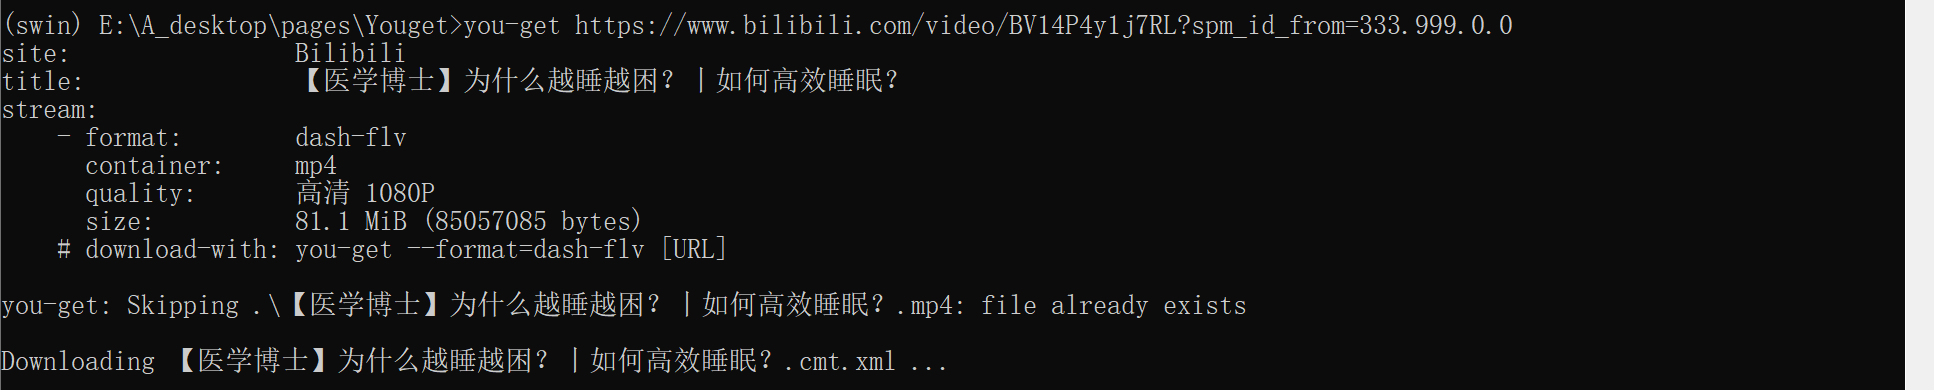 (swin) E:\A_desktop\pages\Youget>you-get https://www.bilibili.com/video/BV14P4y1j7RL?spm_id_from=333.999.0.0
site:                Bilibili
title:               【医学博士】为什么越睡越困？丨如何高效睡眠？
stream:
    - format:        dash-flv
      container:     mp4
      quality:       高清 1080P
      size:          81.1 MiB (85057085 bytes)
    # download-with: you-get --format=dash-flv [URL]
you-get: Skipping .\【医学博士】为什么越睡越困？丨如何高效睡眠？.mp4: file already exists
Downloading 【医学博士】为什么越睡越困？丨如何高效睡眠？.cmt.xml ...